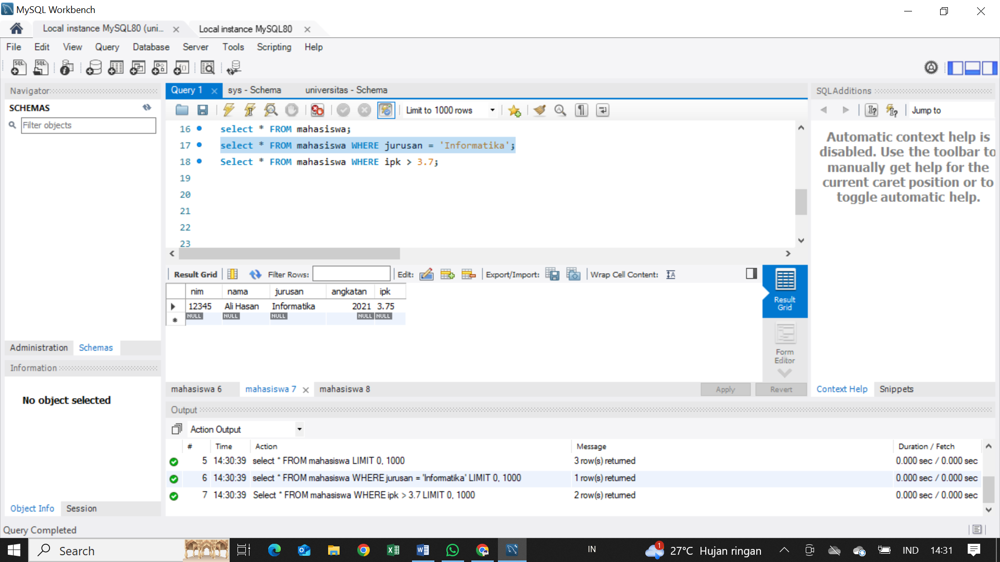 MySQL Workbench
Local instance MySQL80 (uni... Local instance MySQL80
File Edit View Query Database Server Tools Scripting Help
Navigator
SCHEMAS
Filter objects
Administration Schemas
Information
No object selected
Object Info Session
Query Completed
Query 1 sys - Schema universitas - Schema
Limit to 1000 rows
16 select * FROM mahasiswa;
17 select * FROM mahasiswa WHERE jurusan = 'Informatika';
18 Select * FROM mahasiswa WHERE ipk > 3.7;
19
20
21
22
23
Result Grid Filter Rows: Edit: Export/Import: Wrap Cell Content:
nim nama jurusan angkatan ipk
12345 Ali Hasan Informatika 2021 3.75
NULL NULL NULL NULL NULL
Result Grid
Form Editor
mahasiswa 6 mahasiswa 7 mahasiswa 8 Apply Revert
Output
Action Output
# Time Action Message Duration / Fetch
5 14:30:39 select * FROM mahasiswa LIMIT 0, 1000 3 row(s) returned 0.000 sec / 0.000 sec
6 14:30:39 select * FROM mahasiswa WHERE jurusan = 'Informatika' LIMIT 0, 1000 1 row(s) returned 0.000 sec / 0.000 sec
7 14:30:39 Select * FROM mahasiswa WHERE ipk > 3.7 LIMIT 0, 1000 2 row(s) returned 0.000 sec / 0.000 sec
SQLAdditions
Jump to
Automatic context help is
disabled. Use the toolbar to
manually get help for the
current caret position or to
toggle automatic help.
Context Help Snippets
Search IN 1 27°C Hujan ringan IND 14:31